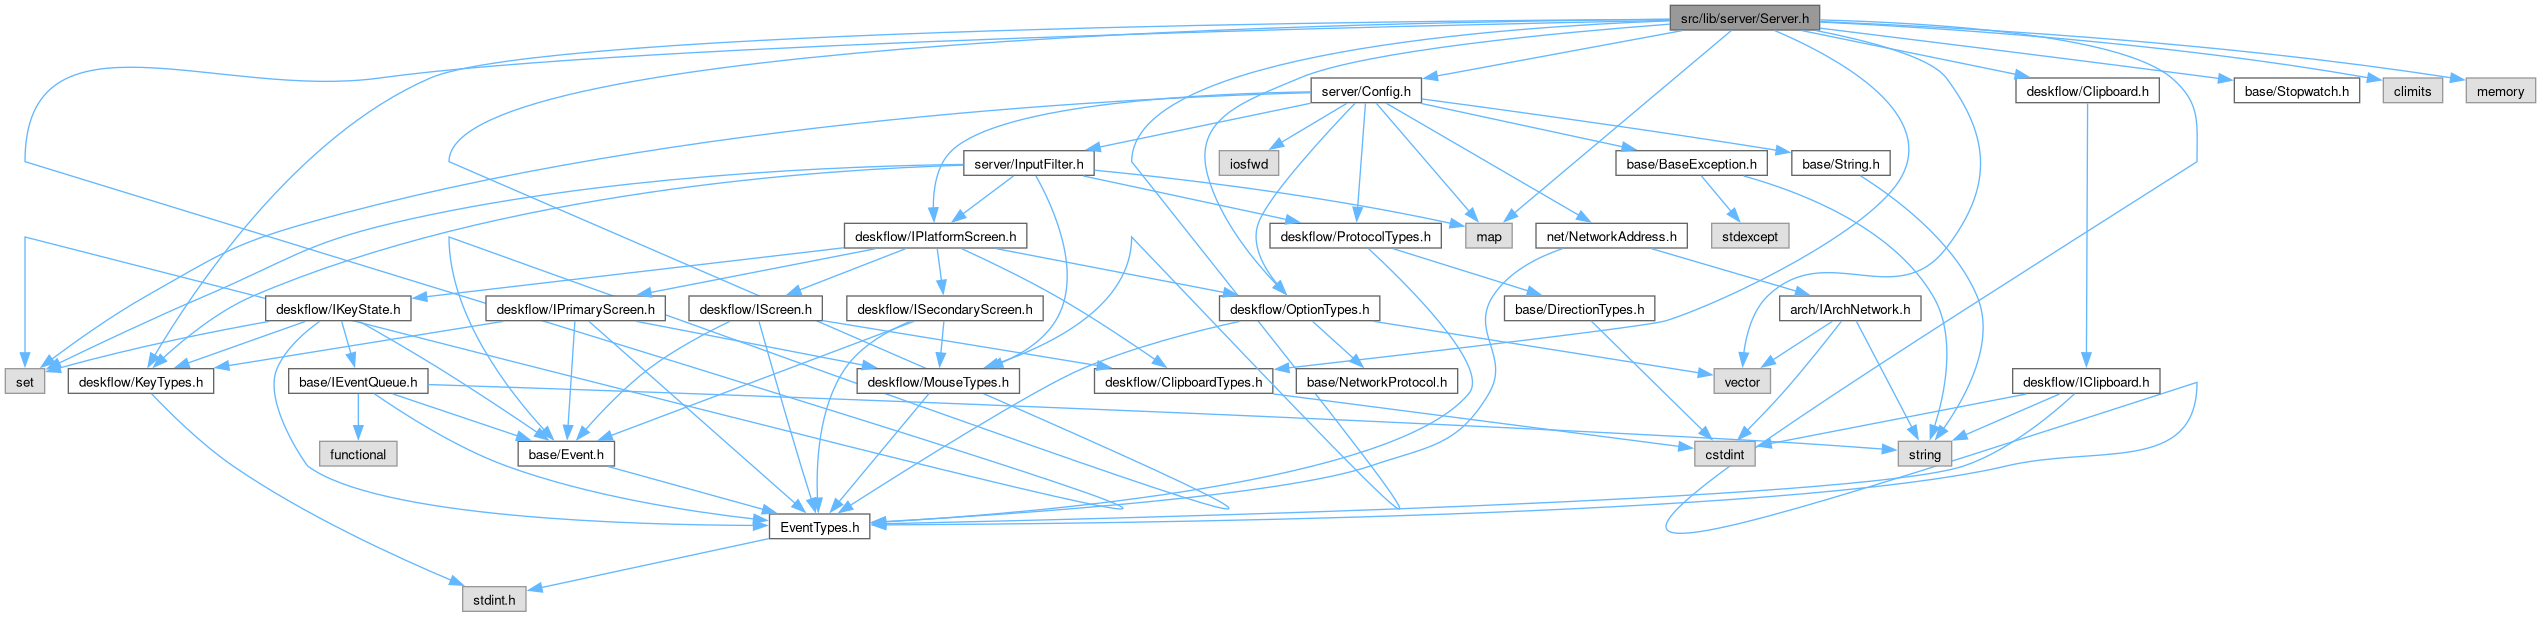 src/lib/server/Server.h
server/Config.h
deskflow/Clipboard.h
base/Stopwatch.h
climits
memory
server/InputFilter.h
iosfwd
base/BaseException.h
base/String.h
deskflow/IPlatformScreen.h
deskflow/ProtocolTypes.h
map
net/NetworkAddress.h
stdexcept
deskflow/IKeyState.h
deskflow/IPrimaryScreen.h
deskflow/IScreen.h
deskflow/ISecondaryScreen.h
deskflow/OptionTypes.h
base/DirectionTypes.h
arch/IArchNetwork.h
set
deskflow/KeyTypes.h
base/IEventQueue.h
deskflow/MouseTypes.h
deskflow/ClipboardTypes.h
base/NetworkProtocol.h
vector
deskflow/IClipboard.h
functional
base/Event.h
cstdint
string
EventTypes.h
stdint.h